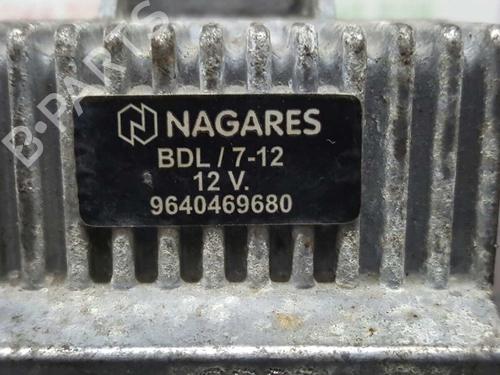 NAGARES
BDL / 7-12
12 V.
9640469680
B-PARTS